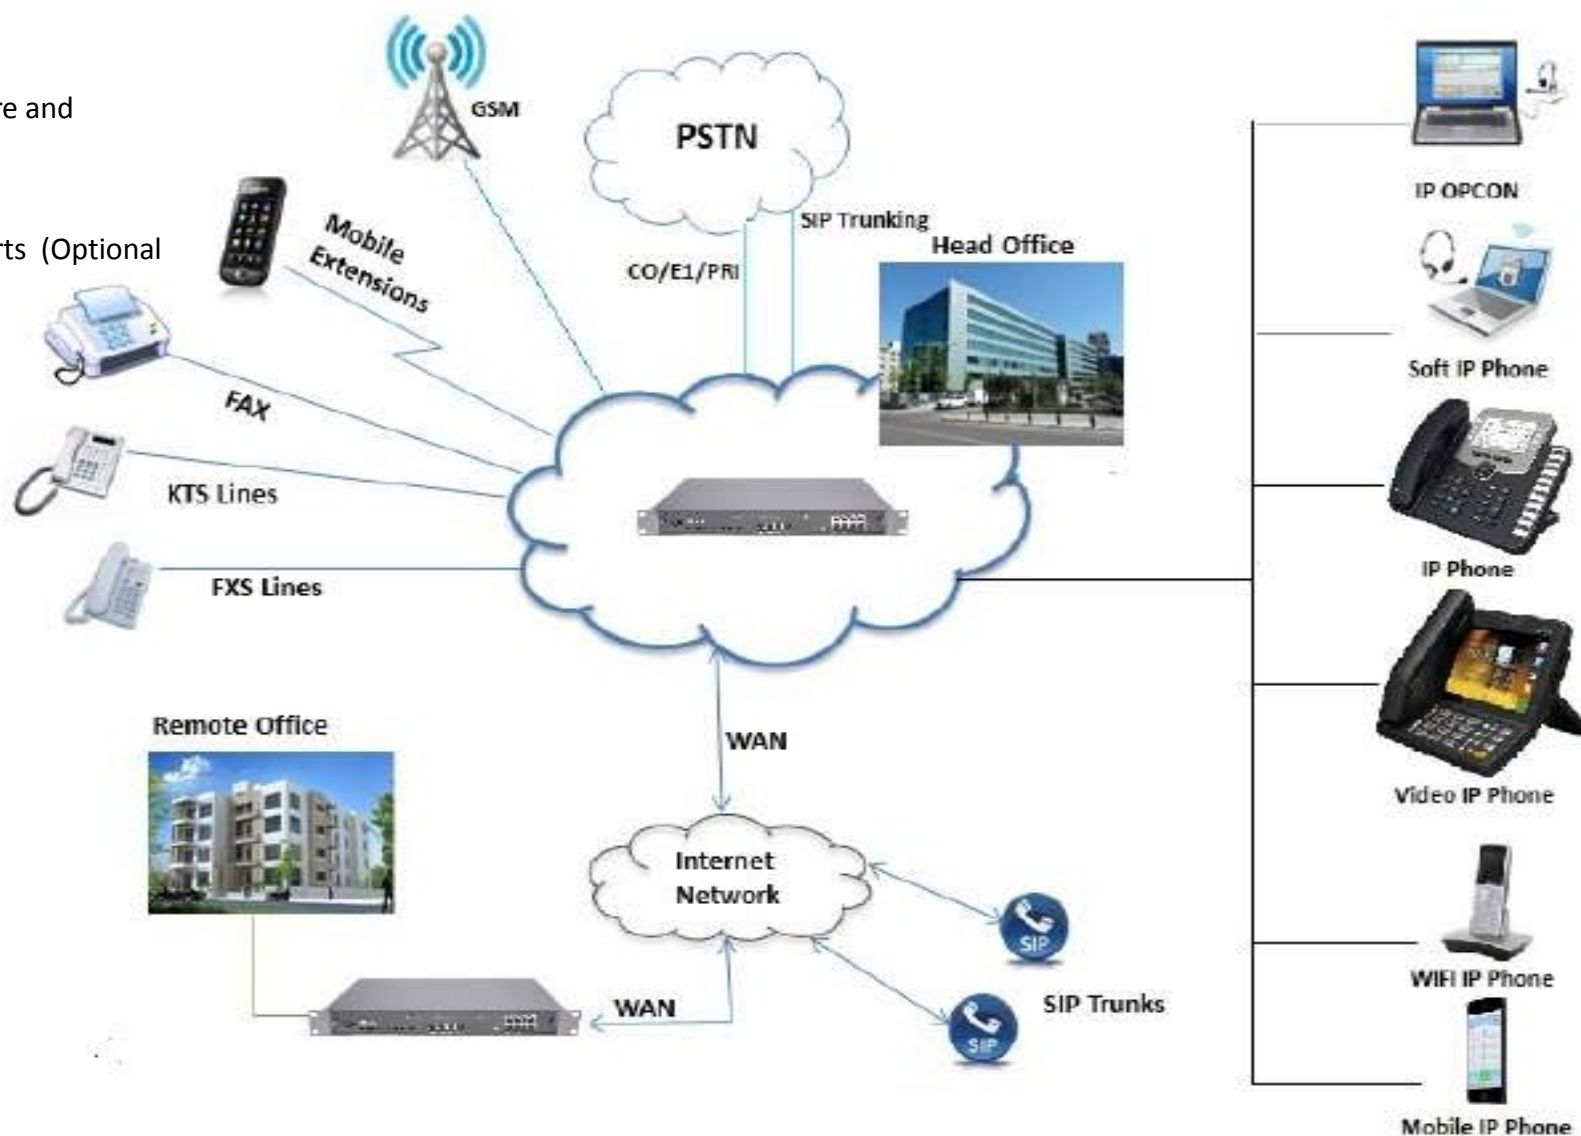 re and
rts (Optional
GSM
PSTN
SIP Trunking
CO/E1/PRI
Head Office
Mobile
Extensions
FAX
KTS Lines
FXS Lines
WAN
Remote Office
Internet
Network
WAN
SIP
SIP
SIP Trunks
IP OPCON
Soft IP Phone
IP Phone
Video IP Phone
WIFI IP Phone
Mobile IP Phone